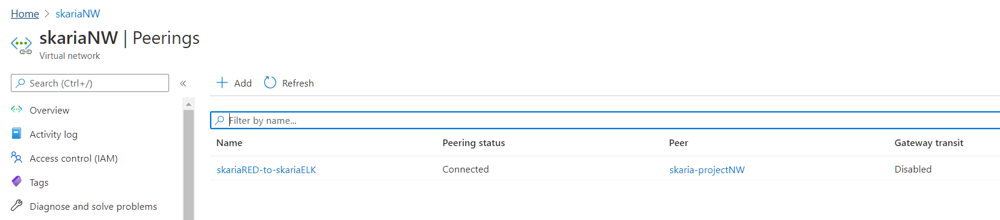 Home > skariaNW
skariaNW | Peerings
Virtual network
Search (Ctrl+/)
«
Add
Refresh
Overview
Activity log
Access control (IAM)
Tags
Diagnose and solve problems
Filter by name...
Name Peering status Peer Gateway transit
skariaRED-to-skariaELK Connected skaria-projectNW Disabled